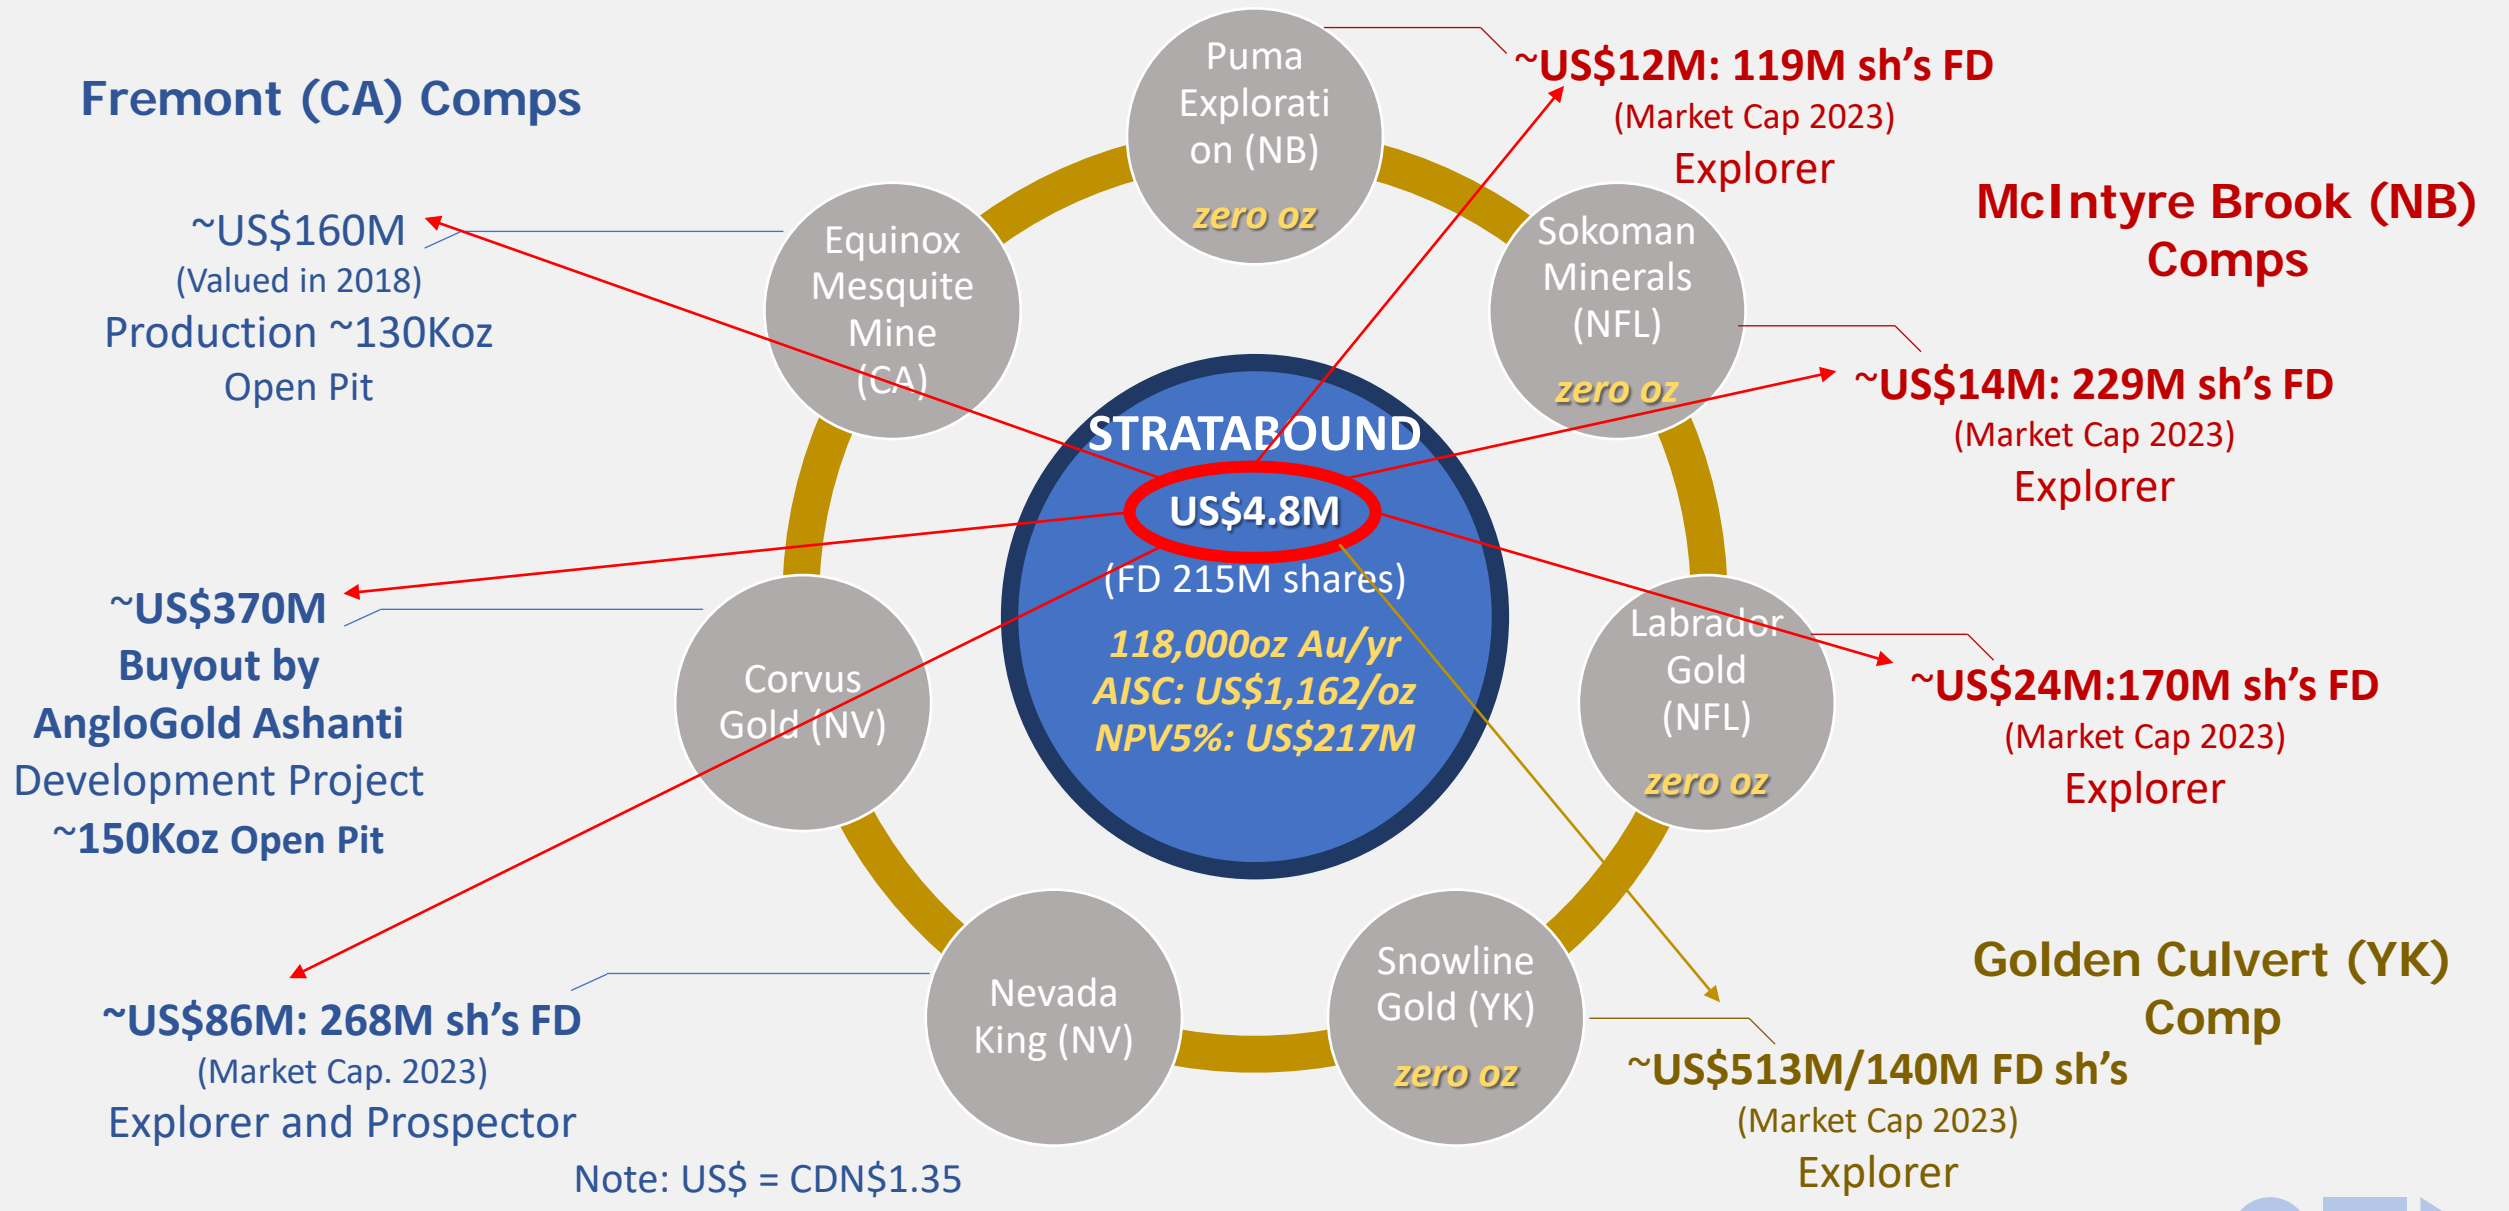 Fremont (CA) Comps
~US$160M
(Valued in 2018)
Production ~130Koz
Open Pit
~US$370M
Buyout by
AngloGold Ashanti
Development Project
~150Koz Open Pit
~US$86M: 268M sh’s FD
(Market Cap. 2023)
Explorer and Prospector
Note: US$ = CDN$1.35
Puma
Explorati
on (NB)
zero oz
Equinox
Mesquite
Mine
(CA)
Sokoman
Minerals
(NFL)
zero oz
STRATABOUND
US$4.8M
(FD 215M shares)
118,000oz Au/yr
AISC: US$1,162/oz
NPV5%: US$217M
Corvus
Gold (NV)
Labrador
Gold
(NFL)
zero oz
Nevada
King (NV)
Snowline
Gold (YK)
zero oz
~US$12M: 119M sh’s FD
(Market Cap 2023)
Explorer
McIntyre Brook (NB)
Comps
~US$14M: 229M sh’s FD
(Market Cap 2023)
Explorer
~US$24M:170M sh’s FD
(Market Cap 2023)
Explorer
Golden Culvert (YK)
Comp
~US$513M/140M FD sh’s
(Market Cap 2023)
Explorer